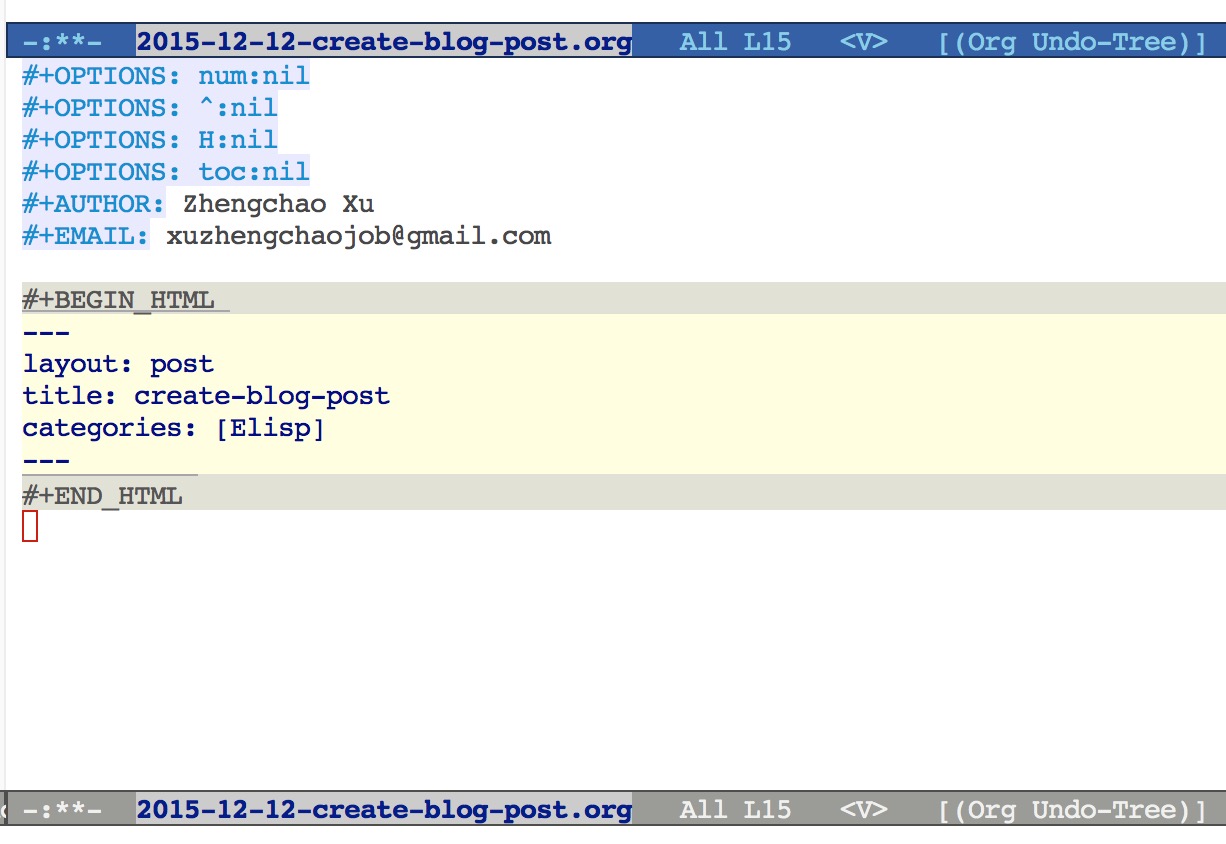 -:**-  2015-12-12-create-blog-post.org   All L15   <V>   [(Org Undo-Tree)]
#+OPTIONS: num:nil
#+OPTIONS: ^:nil
#+OPTIONS: H:nil
#+OPTIONS: toc:nil
#+AUTHOR: Zhengchao Xu
#+EMAIL: xuzhengchaojob@gmail.com
#+BEGIN_HTML
---
layout: post
title: create-blog-post
categories: [Elisp]
---
#+END_HTML
-:**-  2015-12-12-create-blog-post.org   All L15   <V>   [(Org Undo-Tree)]